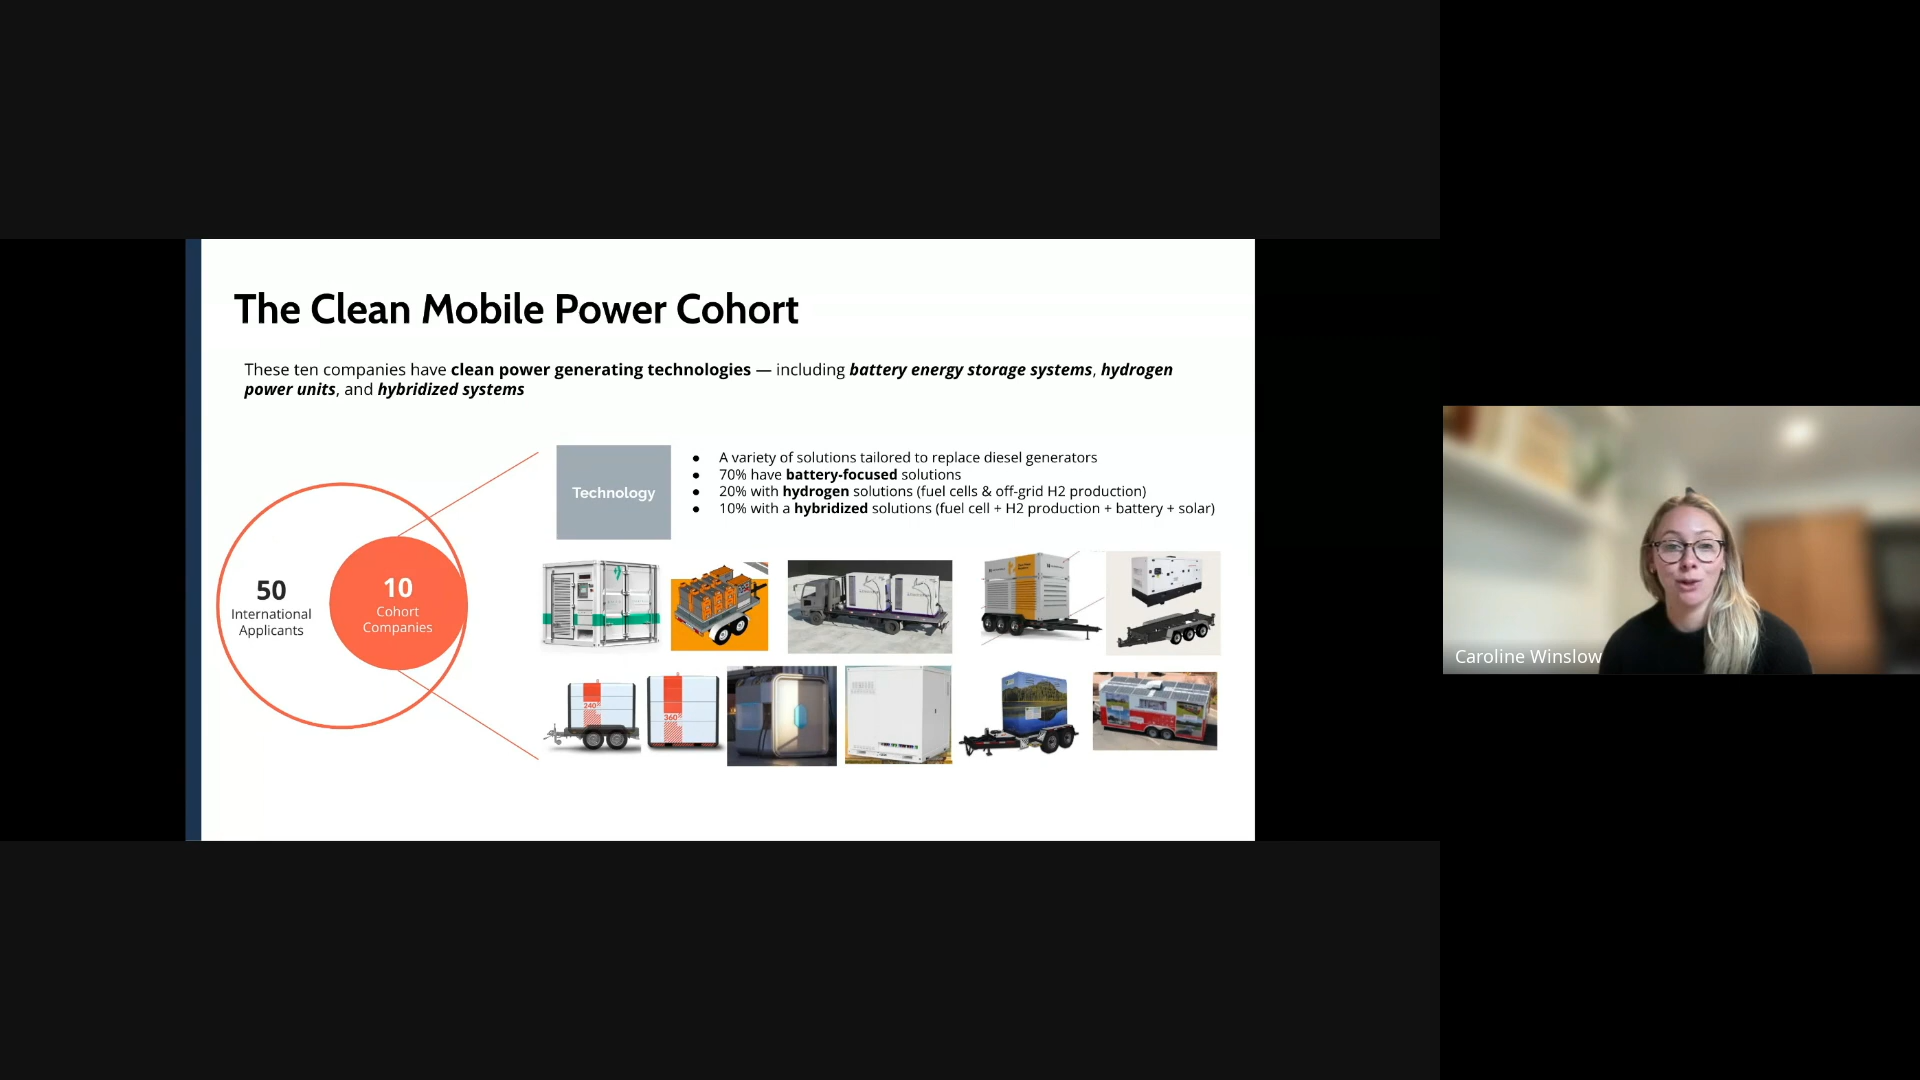 The Clean Mobile Power Cohort
These ten companies have clean power generating technologies — including battery energy storage systems, hydrogen
power units, and hybridized systems
Technology
● A variety of solutions tailored to replace diesel generators
● 70% have battery-focused solutions
● 20% with hydrogen solutions (fuel cells & off-grid H2 production)
● 10% with a hybridized solutions (fuel cell + H2 production + battery + solar)
50
International
Applicants
10
Cohort
Companies
240
360
Caroline Winslow